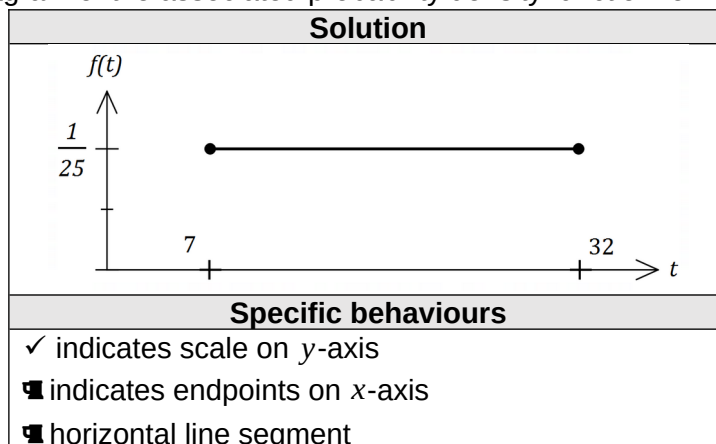 Solution
f(t)
1
25
7
32
t
Specific behaviours
✓ indicates scale on y-axis
indicates endpoints on x-axis
horizontal line segment